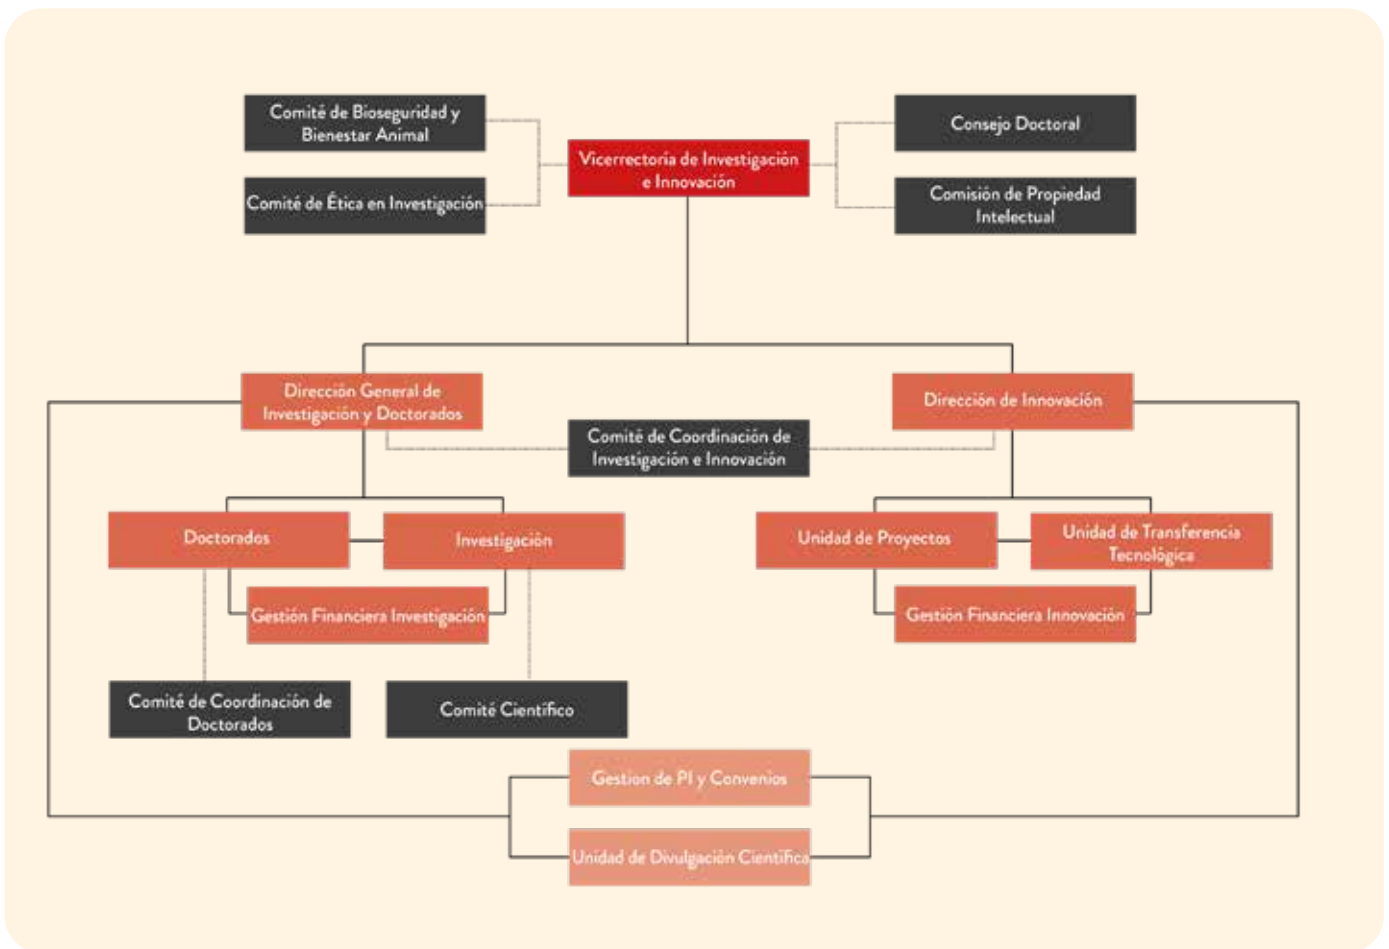 Comité de Bioseguridad y
Bienestar Animal
Consejo Doctoral
Vicerrectoría de Investigación
e Innovación
Comité de Ética en Investigación
Comisión de Propiedad
Intelectual
Dirección General de
Investigación y Doctorados
Dirección de Innovación
Comité de Coordinación de
Investigación e Innovación
Doctorados
Investigación
Unidad de Proyectos
Unidad de Transferencia
Tecnológica
Gestión Financiera Investigación
Gestión Financiera Innovación
Comité de Coordinación de
Doctorados
Comité Científico
Gestion de PI y Convenios
Unidad de Divulgación Científica